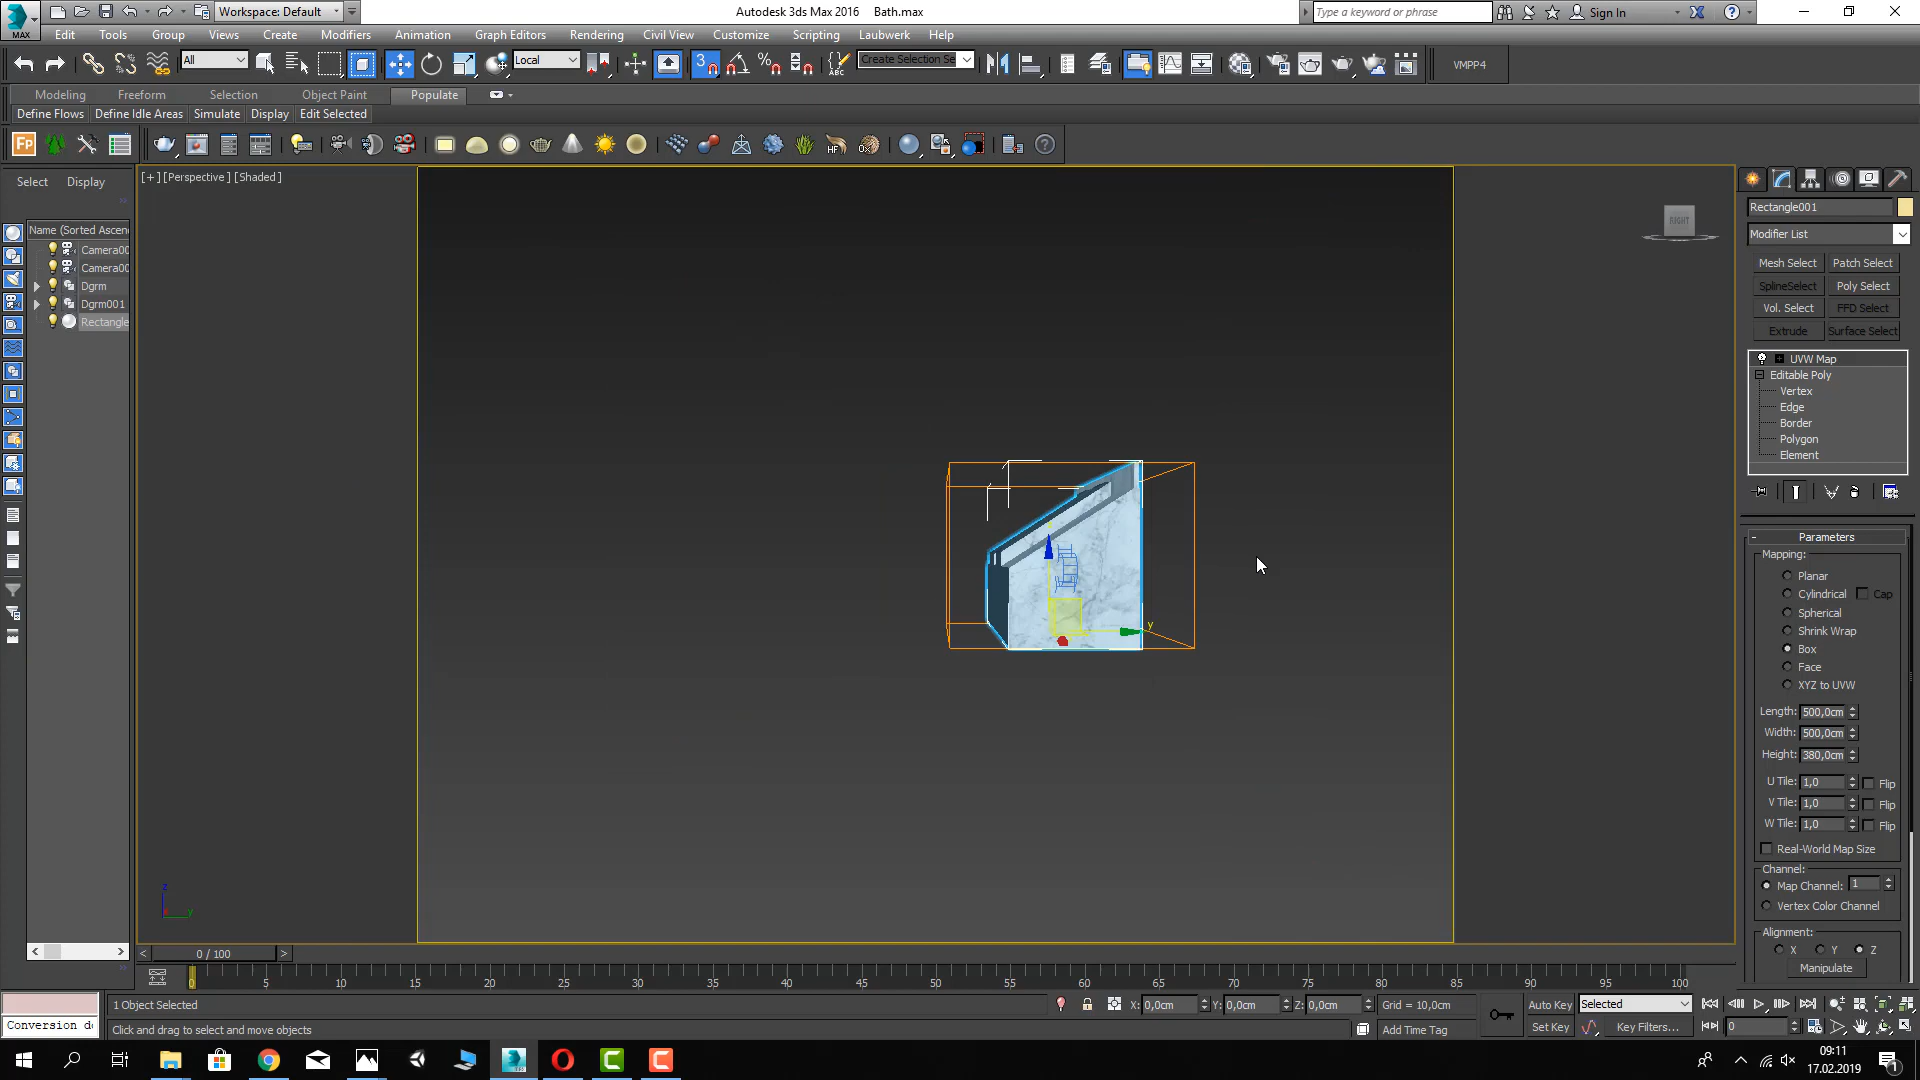 Workspace: Default
Autodesk 3ds Max 2016 Bath.max
Type a keyword or phrase
Sign In
MAX
Edit Tools Group Views Create Modifiers Animation Graph Editors Rendering Civil View Customize Scripting Laubwerk Help
All
Local
Create Selection Se
VMPP4
Modeling Freeform Selection Object Paint Populate
Define Flows Define Idle Areas Simulate Display Edit Selected
[+] [Perspective] [Shaded]
Select Display
Name (Sorted Ascen
Camera00
Camera00
Dgrm
Dgrm001
Rectangle
RIGHT
Rectangle001
Modifier List
Mesh Select Patch Select
SplineSelect Poly Select
Vol. Select FFD Select
Extrude Surface Select
UVW Map
Editable Poly
Vertex
Edge
Border
Polygon
Element
Parameters
Mapping:
Planar
Cylindrical Cap
Spherical
Shrink Wrap
Box
Face
XYZ to UVW
Length: 500,0cm
Width: 500,0cm
Height: 380,0cm
U Tile: 1,0 Flip
V Tile: 1,0 Flip
W Tile: 1,0 Flip
Real-World Map Size
Channel:
Map Channel: 1
Vertex Color Channel
Alignment:
X Y Z
Manipulate
z
y
y
0 / 100
0 5 10 15 20 25 30 35 40 45 50 55 60 65 70 75 80 85 90 95 100
1 Object Selected
X: 0,0cm Y: 0,0cm Z: 0,0cm Grid = 10,0cm
Auto Key Selected
Conversion d
Click and drag to select and move objects
Add Time Tag
Set Key Key Filters...
0
09:11
17.02.2019